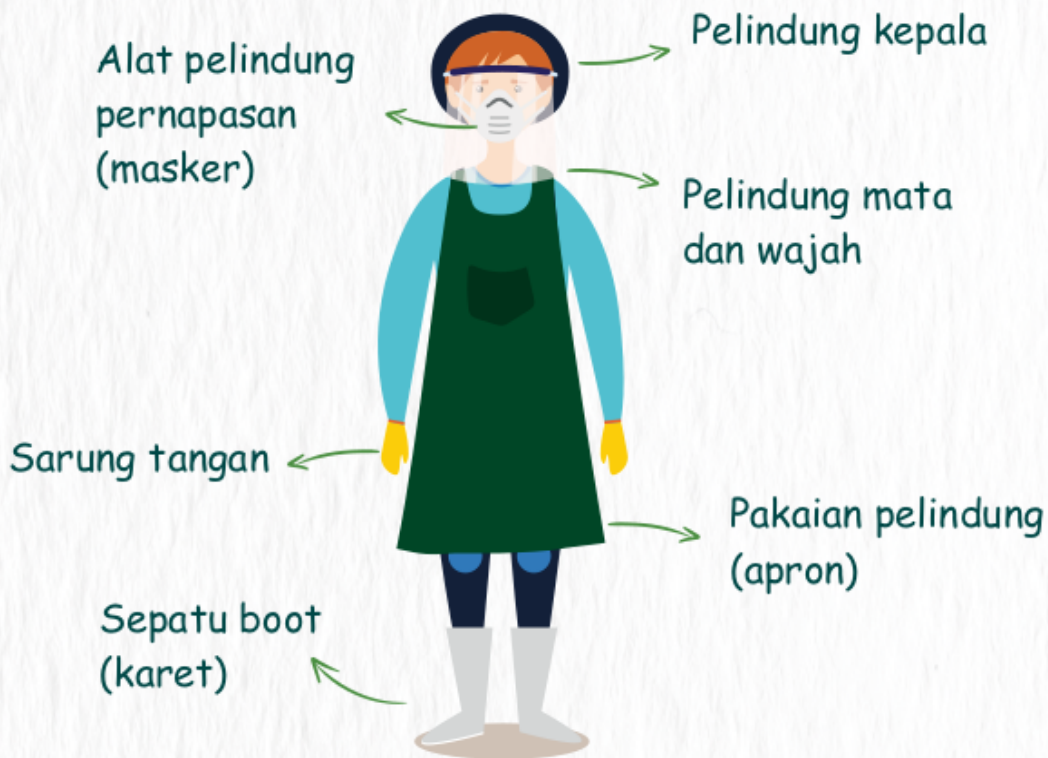 Alat pelindung
pernapasan
(masker)
Pelindung kepala
Pelindung mata
dan wajah
Sarung tangan
Pakaian pelindung
(apron)
Sepatu boot
(karet)